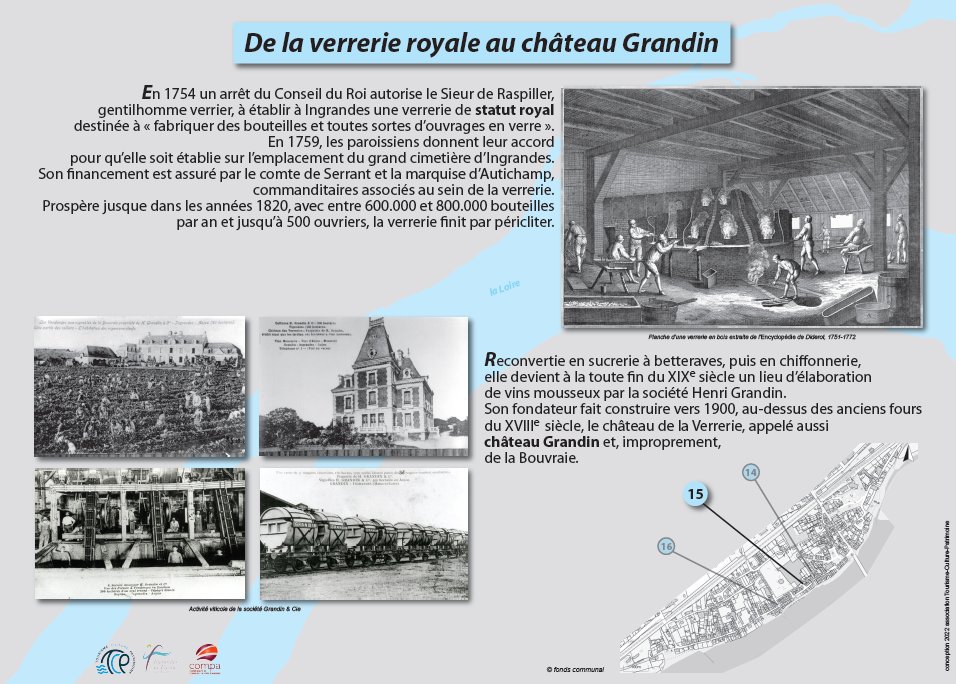 De la verrerie royale au château Grandin
En 1754 un arrêt du Conseil du Roi autorise le Sieur de Raspiller,
gentilhomme verrier, à établir à Ingrandes une verrerie de statut royal
destinée à « fabriquer des bouteilles et toutes sortes d'ouvrages en verre ».
En 1759, les paroissiens donnent leur accord
pour qu'elle soit établie sur l'emplacement du grand cimetière d'Ingrandes.
Son financement est assuré par le comte de Serrant et la marquise d'Autichamp,
commanditaires associés au sein de la verrerie.
Prospère jusque dans les années 1820, avec entre 600.000 et 800.000 bouteilles
par an et jusqu'à 500 ouvriers, la verrerie finit par péricliter.
la Loire
Planche d'une verrerie en bois extraite de l'Encyclopédie de Diderot, 1751-1772
Reconvertie en sucrerie à betteraves, puis en chiffonnerie,
elle devient à la toute fin du XIXe siècle un lieu d'élaboration
de vins mousseux par la société Henri Grandin.
Son fondateur fait construire vers 1900, au-dessus des anciens fours
du XVIIIe siècle, le château de la Verrerie, appelé aussi
château Grandin et, improprement,
de la Bouvraie.
14
15
16
Activité viticole de la société Grandin & Cie
TCP
compa
© fonds communal
conception 2022 association Tourisme-Culture-Patrimoine